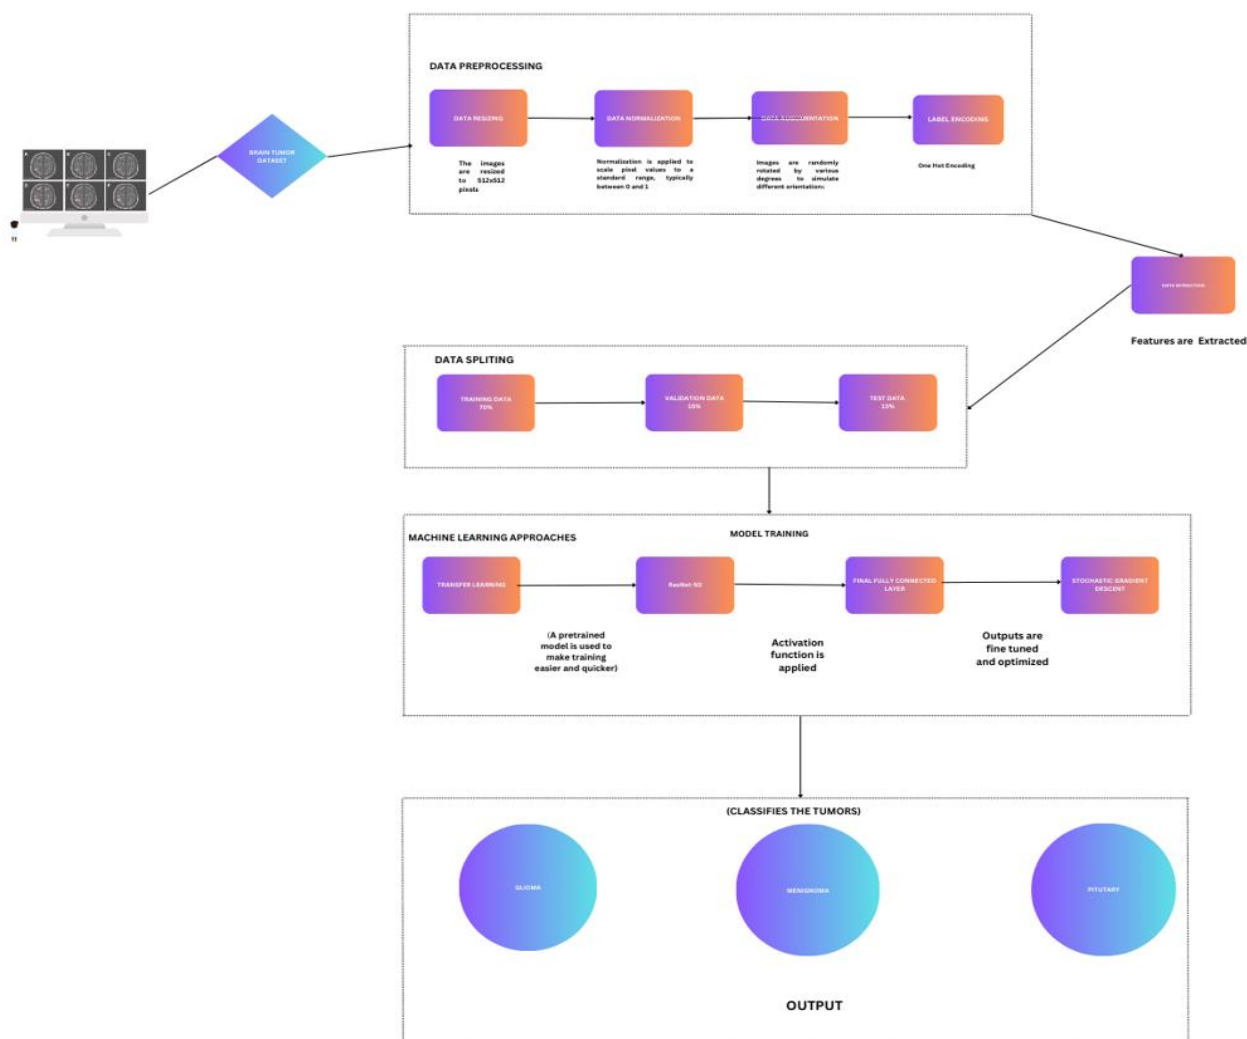 DATA PREPROCESSING
DATA RESIZING
DATA NORMALIZATION
DATA AUGMENTATION
LABEL ENCODING
The images
are resized
to 512x512
pixels
Normalization is applied to
scale pixel values to a
standard range, typically
between 0 and 1
Images are randomly
rotated by various
degrees to simulate
different orientations:
One Hot Encoding
BRAIN TUMOR
DATASET
DATA EXTRACTION
Features are Extracted
DATA SPLITING
TRAINING DATA
70%
VALIDATION DATA
15%
TEST DATA
15%
MACHINE LEARNING APPROACHES
MODEL TRAINING
TRANSFER LEARNING
ResNet-50
FINAL FULLY CONNECTED
LAYER
STOCHASTIC GRADIENT
DESCENT
(A pretrained
model is used to
make training
easier and quicker)
Activation
function is
applied
Outputs are
fine tuned
and optimized
(CLASSIFIES THE TUMORS)
GLIOMA
PITUTARY
OUTPUT